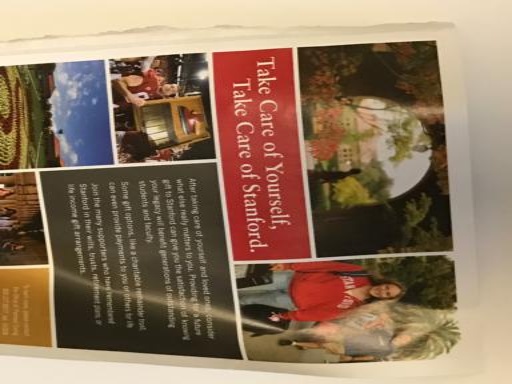 Take Care of Yourself,
Take Care of Stanford.
After taking care of yourself and loved ones, consider
what else really matters to you. Providing a future
gift to Stanford can give you the satisfaction of knowing
your legacy will benefit generations of outstanding
students and faculty.
Some gift options, like a charitable remainder trust,
can even provide payments to you or others for life.
Join the many supporters who have remembered
Stanford in their wills, trusts, retirement plans, or
life income gift arrangements.